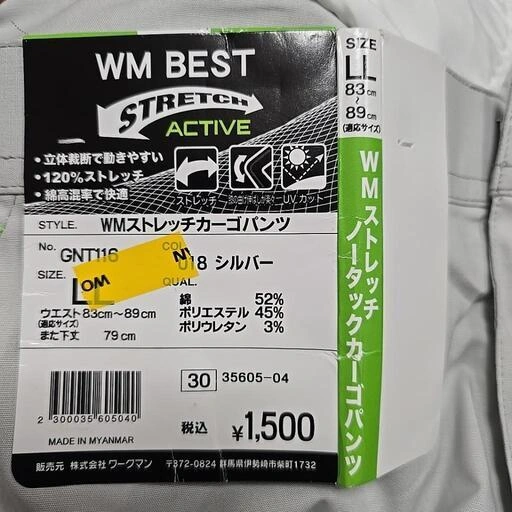 WM BEST
STRETCH
ACTIVE
・立体裁断で動きやすい
・120%ストレッチ
・綿高混率で快適
ストレッチ
UVカット
STYLE. WMストレッチカーゴパンツ
No. GNT116
SIZE. LL
018 シルバー
QUAL.
綿 52%
ポリエステル 45%
ポリウレタン 3%
ウエスト 83cm～89cm
(適応サイズ)
また下丈 79cm
30 35605-04
2 300035 605040
税込 ¥1,500
MADE IN MYANMAR
販売元 株式会社 ワークマン 〒372-0824 群馬県伊勢崎市柴町1732
SIZE
LL
83cm
～
89cm
(適応サイズ)
WMストレッチ
ノータックカーゴパンツ